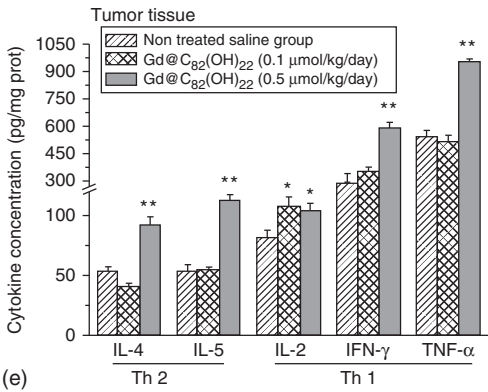 Tumor tissue
Non treated saline group
Gd@C82(OH)22 (0.1 μmol/kg/day)
Gd@C82(OH)22 (0.5 μmol/kg/day)
Cytokine concentration (pg/mg prot)
1050
900
750
600
450
300
100
50
0
**
**
*
*
**
**
IL-4
IL-5
IL-2
IFN-γ
TNF-α
Th 2
Th 1
(e)